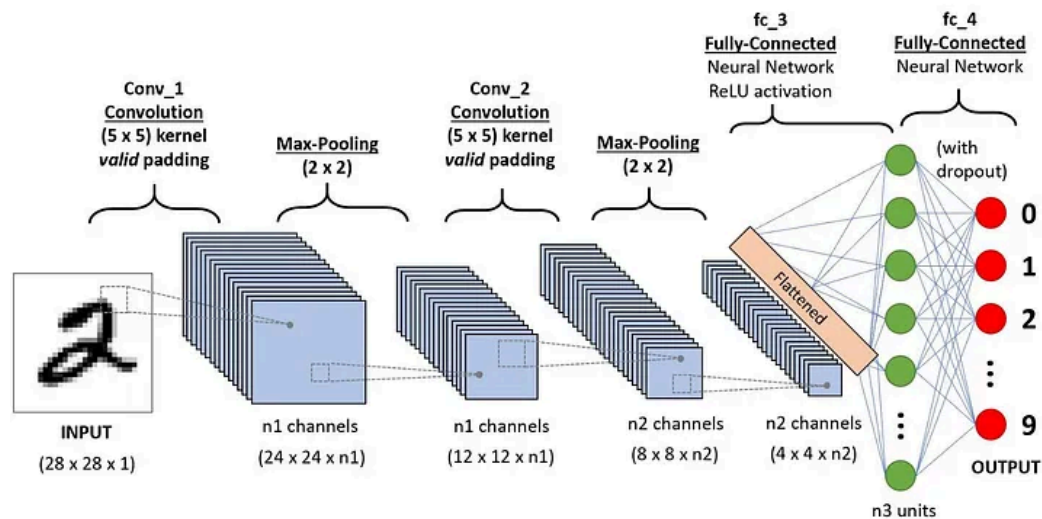 fc_3
Fully-Connected
Neural Network
ReLU activation
fc_4
Fully-Connected
Neural Network
Conv_1
Convolution
(5 x 5) kernel
valid padding
Max-Pooling
(2 x 2)
Conv_2
Convolution
(5 x 5) kernel
valid padding
Max-Pooling
(2 x 2)
(with
dropout)
Flattened
0
1
2
9
INPUT
(28 x 28 x 1)
n1 channels
(24 x 24 x n1)
n1 channels
(12 x 12 x n1)
n2 channels
(8 x 8 x n2)
n2 channels
(4 x 4 x n2)
OUTPUT
n3 units
2